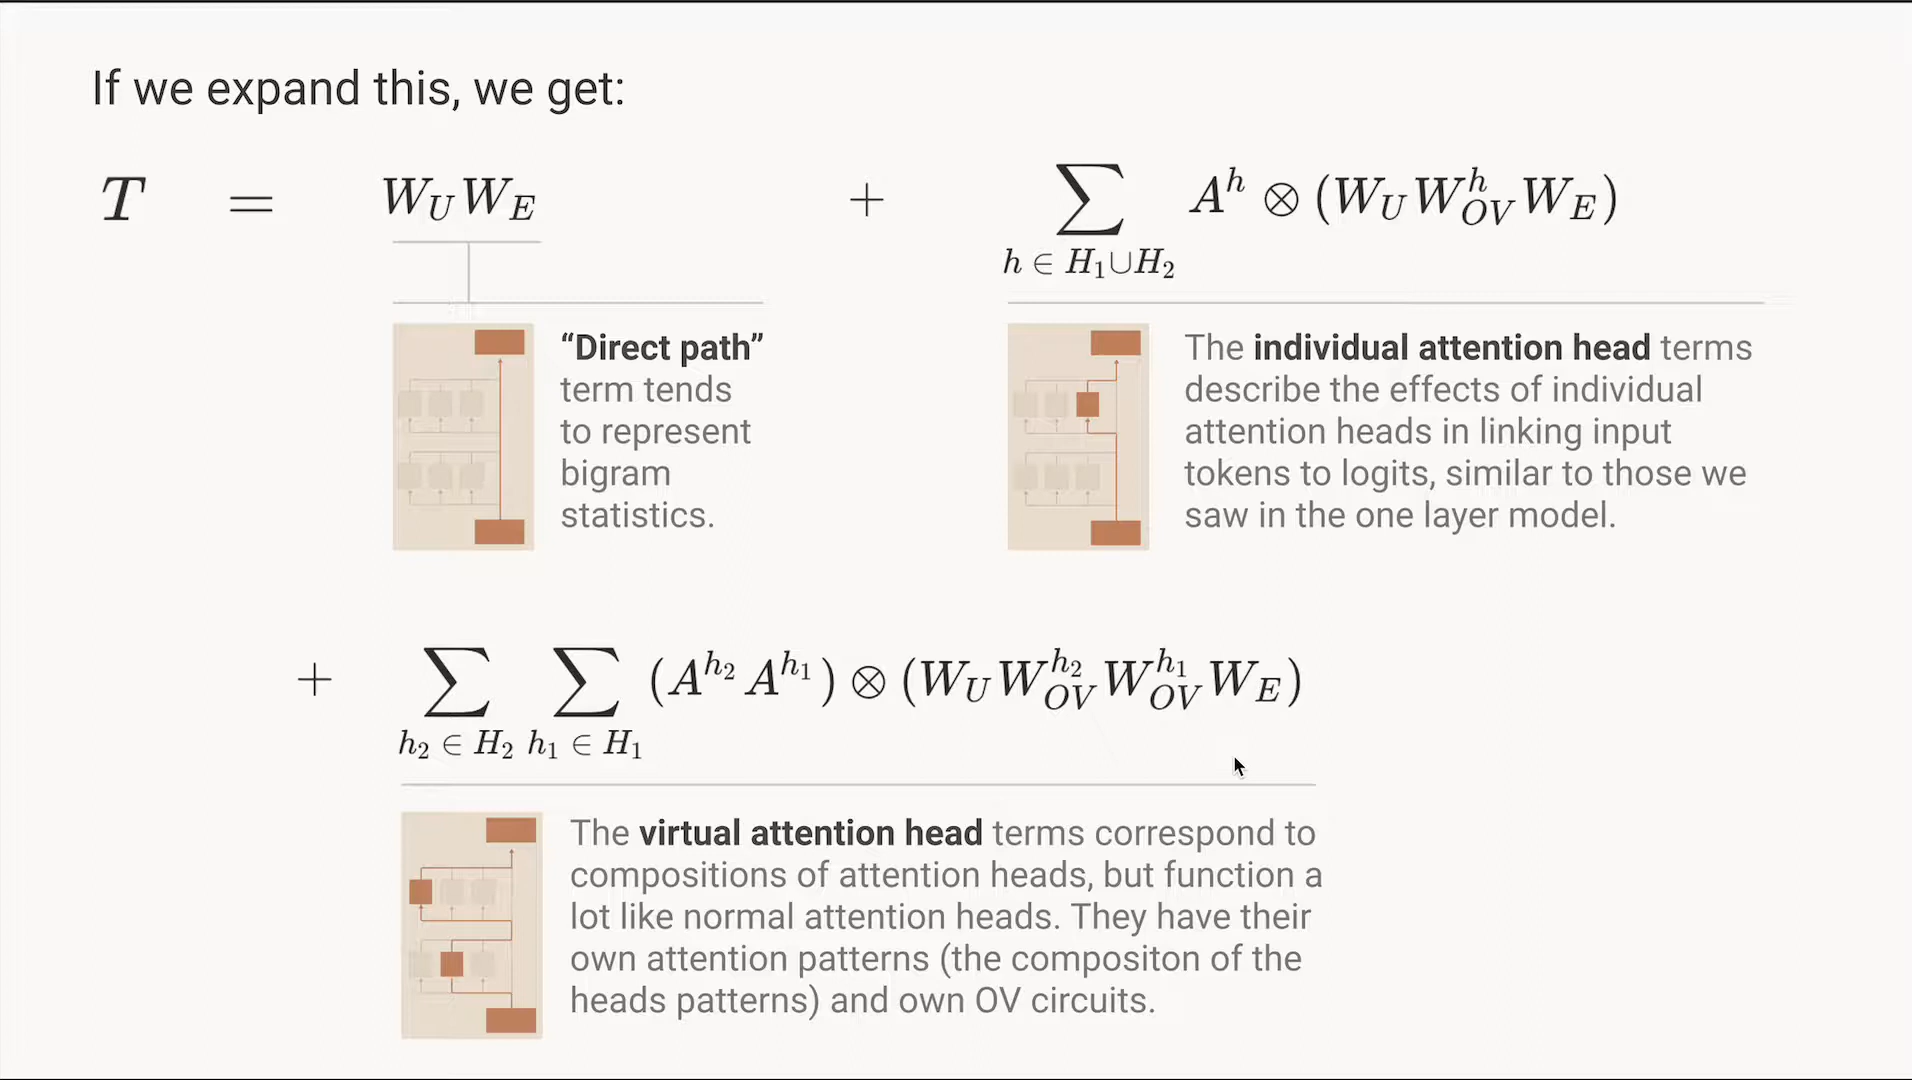 If we expand this, we get:
T = W_U W_E + ∑_{h ∈ H_1∪H_2} A^h ⊗ (W_U W_{OV}^h W_E)
“Direct path”
term tends
to represent
bigram
statistics.
The individual attention head terms
describe the effects of individual
attention heads in linking input
tokens to logits, similar to those we
saw in the one layer model.
+ ∑_{h_2 ∈ H_2} ∑_{h_1 ∈ H_1} (A^{h_2} A^{h_1}) ⊗ (W_U W_{OV}^{h_2} W_{OV}^{h_1} W_E)
The virtual attention head terms correspond to
compositions of attention heads, but function a
lot like normal attention heads. They have their
own attention patterns (the compositon of the
heads patterns) and own OV circuits.